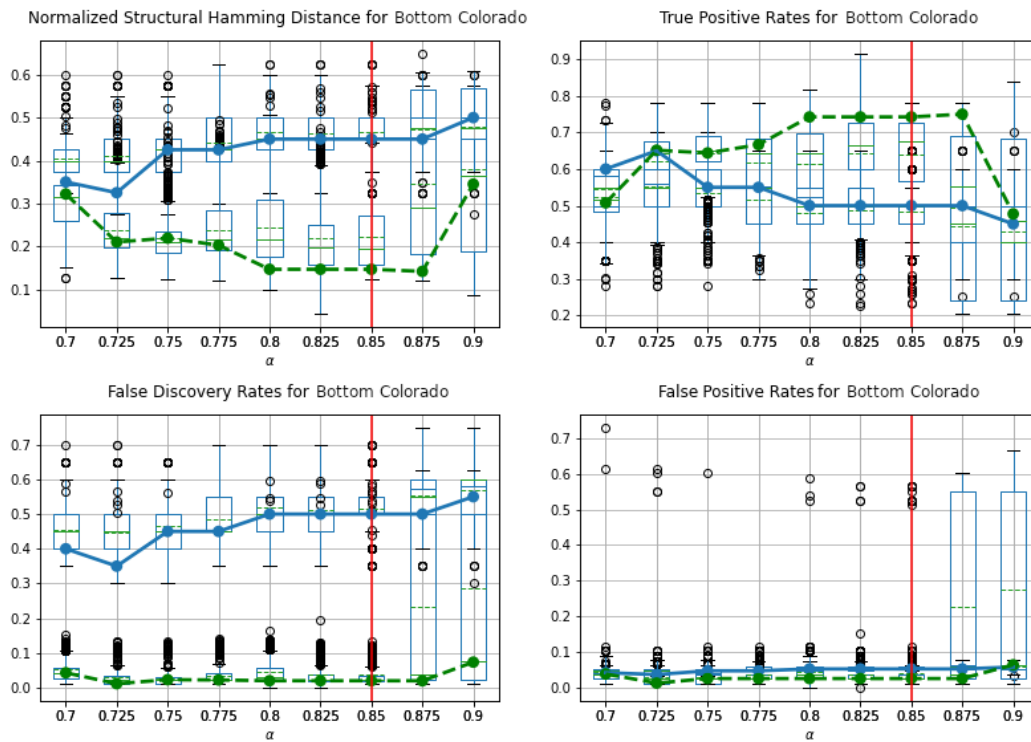 Normalized Structural Hamming Distance for Bottom Colorado
0.6
0.5
0.4
0.3
0.2
0.1
0.7 0.725 0.75 0.775 0.8 0.825 0.85 0.875 0.9
α
True Positive Rates for Bottom Colorado
0.9
0.8
0.7
0.6
0.5
0.4
0.3
0.2
0.7 0.725 0.75 0.775 0.8 0.825 0.85 0.875 0.9
α
False Discovery Rates for Bottom Colorado
0.7
0.6
0.5
0.4
0.3
0.2
0.1
0.0
0.7 0.725 0.75 0.775 0.8 0.825 0.85 0.875 0.9
α
False Positive Rates for Bottom Colorado
0.7
0.6
0.5
0.4
0.3
0.2
0.1
0.0
0.7 0.725 0.75 0.775 0.8 0.825 0.85 0.875 0.9
α